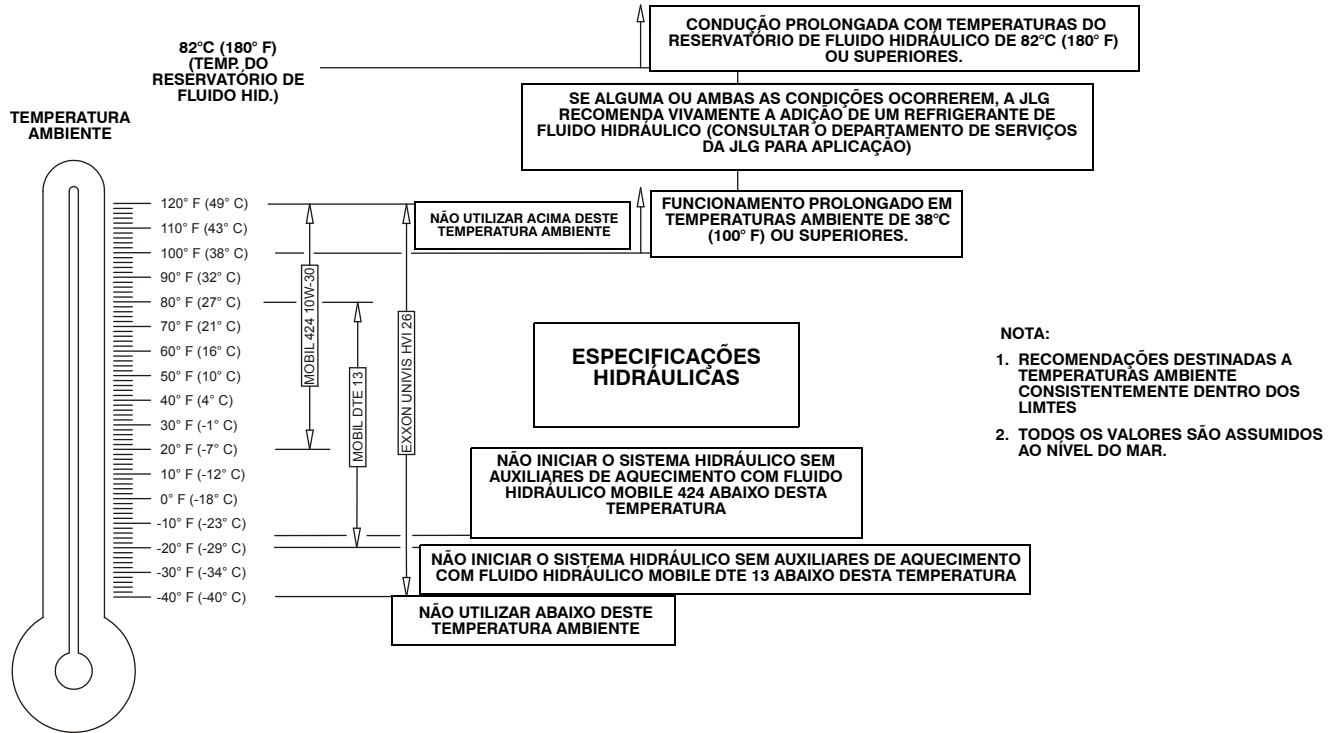 82°C (180° F)
(TEMP. DO
RESERVATÓRIO DE
FLUIDO HID.)
CONDUÇÃO PROLONGADA COM TEMPERATURAS DO
RESERVATÓRIO DE FLUIDO HIDRÁULICO DE 82°C (180° F)
OU SUPERIORES.
SE ALGUMA OU AMBAS AS CONDIÇÕES OCORREREM, A JLG
RECOMENDA VIVAMENTE A ADIÇÃO DE UM REFRIGERANTE DE
FLUIDO HIDRÁULICO (CONSULTAR O DEPARTAMENTO DE SERVIÇOS
DA JLG PARA APLICAÇÃO)
TEMPERATURA
AMBIENTE
120° F (49° C)
110° F (43° C)
100° F (38° C)
90° F (32° C)
80° F (27° C)
70° F (21° C)
60° F (16° C)
50° F (10° C)
40° F (4° C)
30° F (-1° C)
20° F (-7° C)
10° F (-12° C)
0° F (-18° C)
-10° F (-23° C)
-20° F (-29° C)
-30° F (-34° C)
-40° F (-40° C)
MOBIL 424 10W-30
MOBIL DTE 13
EXXON UNIVIS HVI 26
NÃO UTILIZAR ACIMA DESTE
TEMPERATURA AMBIENTE
FUNCIONAMENTO PROLONGADO EM
TEMPERATURAS AMBIENTE DE 38°C
(100° F) OU SUPERIORES.
ESPECIFICAÇÕES
HIDRÁULICAS
NÃO INICIAR O SISTEMA HIDRÁULICO SEM
AUXILIARES DE AQUECIMENTO COM FLUIDO
HIDRÁULICO MOBILE 424 ABAIXO DESTA
TEMPERATURA
NÃO INICIAR O SISTEMA HIDRÁULICO SEM AUXILIARES DE AQUECIMENTO
COM FLUIDO HIDRÁULICO MOBILE DTE 13 ABAIXO DESTA TEMPERATURA
NÃO UTILIZAR ABAIXO DESTE
TEMPERATURA AMBIENTE
NOTA:
1. RECOMENDAÇÕES DESTINADAS A
TEMPERATURAS AMBIENTE
CONSISTENTEMENTE DENTRO DOS
LIMTES
2. TODOS OS VALORES SÃO ASSUMIDOS
AO NÍVEL DO MAR.